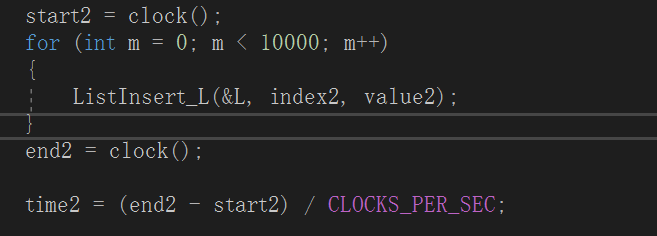 start2 = clock();
for (int m = 0; m < 10000; m++)
{
    ListInsert_L(&L, index2, value2);
}
end2 = clock();

time2 = (end2 - start2) / CLOCKS_PER_SEC;